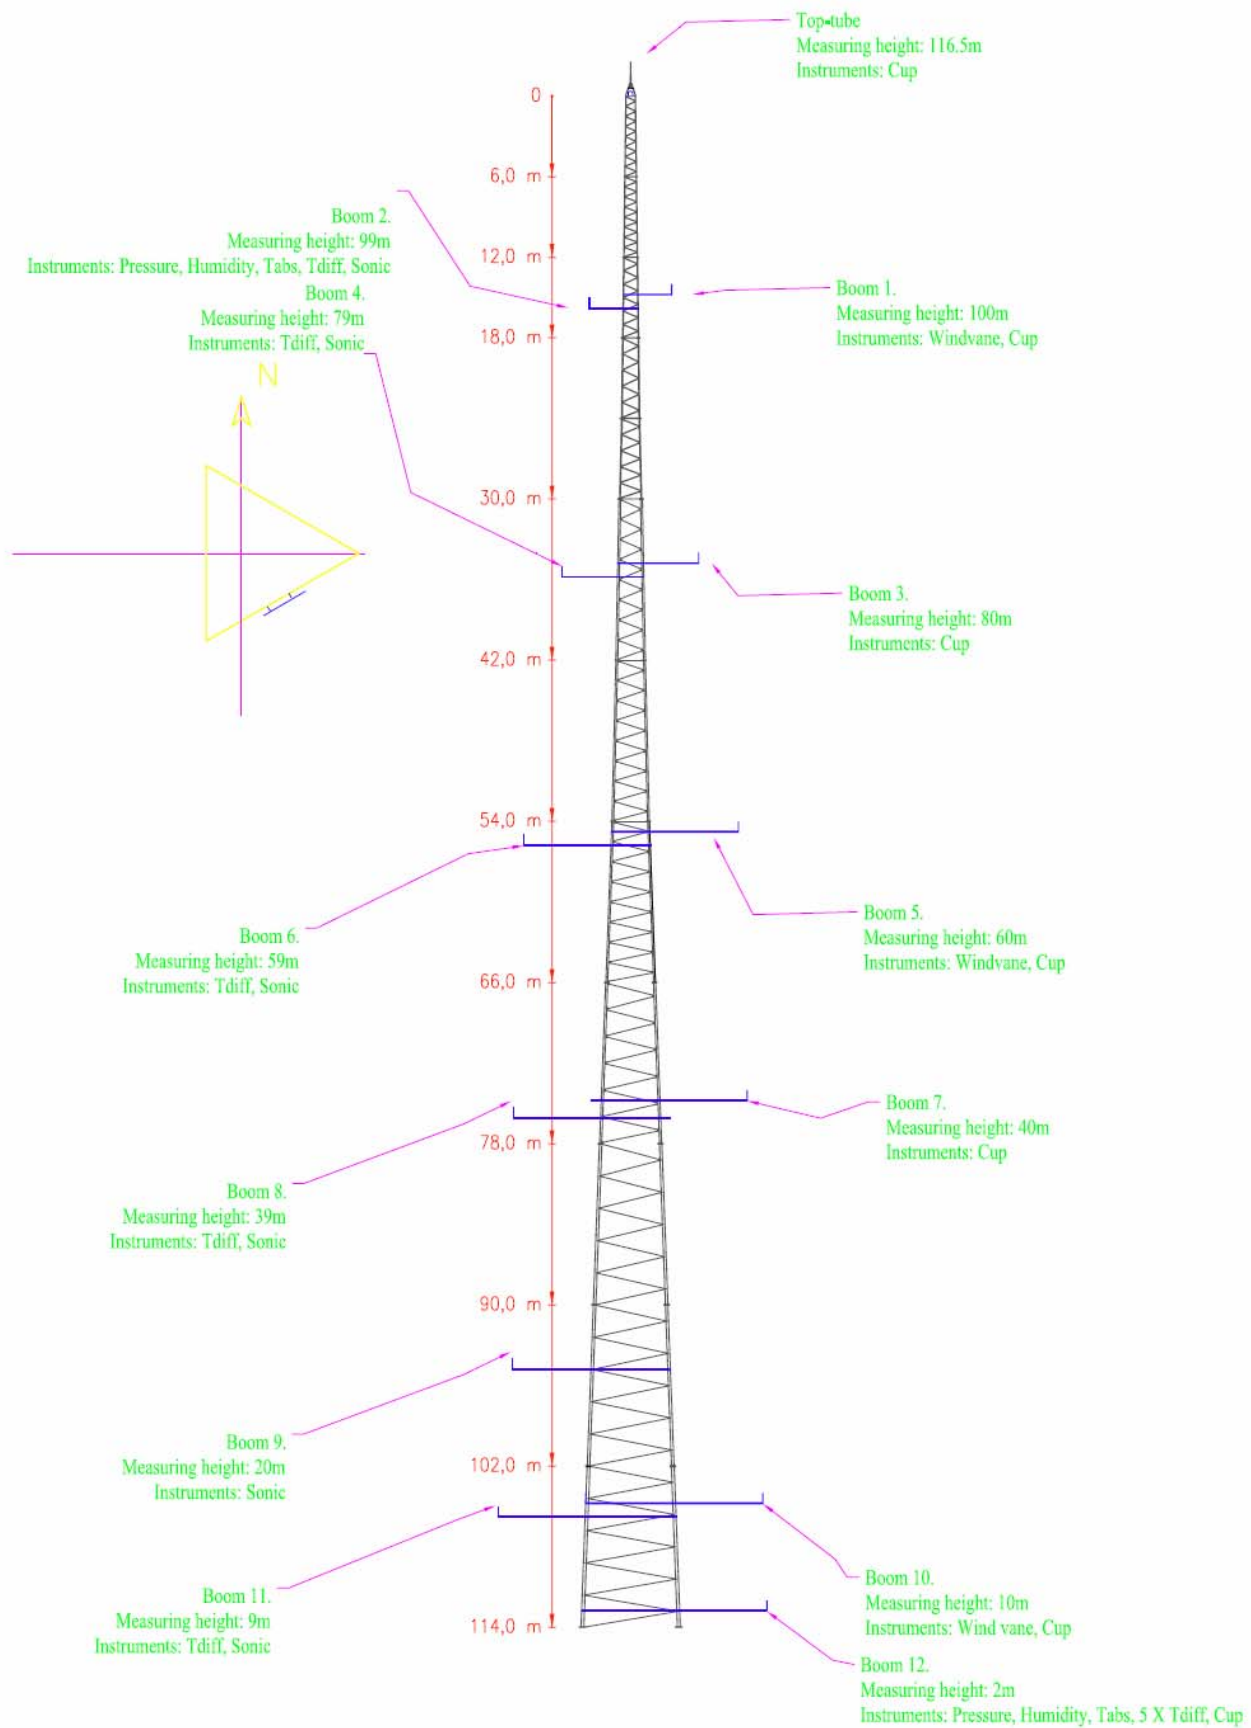 Top-tube
Measuring height: 116.5m
Instruments: Cup
0
6,0 m
Boom 2.
Measuring height: 99m
Instruments: Pressure, Humidity, Tabs, Tdiff, Sonic
12,0 m
Boom 4.
Measuring height: 79m
Instruments: Tdiff, Sonic
Boom 1.
Measuring height: 100m
Instruments: Windvane, Cup
18,0 m
N
30,0 m
Boom 3.
Measuring height: 80m
Instruments: Cup
42,0 m
54,0 m
Boom 6.
Measuring height: 59m
Instruments: Tdiff, Sonic
Boom 5.
Measuring height: 60m
Instruments: Windvane, Cup
66,0 m
Boom 7.
Measuring height: 40m
Instruments: Cup
78,0 m
Boom 8.
Measuring height: 39m
Instruments: Tdiff, Sonic
90,0 m
Boom 9.
Measuring height: 20m
Instruments: Sonic
102,0 m
Boom 10.
Measuring height: 10m
Instruments: Wind vane, Cup
Boom 11.
Measuring height: 9m
Instruments: Tdiff, Sonic
114,0 m
Boom 12.
Measuring height: 2m
Instruments: Pressure, Humidity, Tabs, 5 X Tdiff, Cup